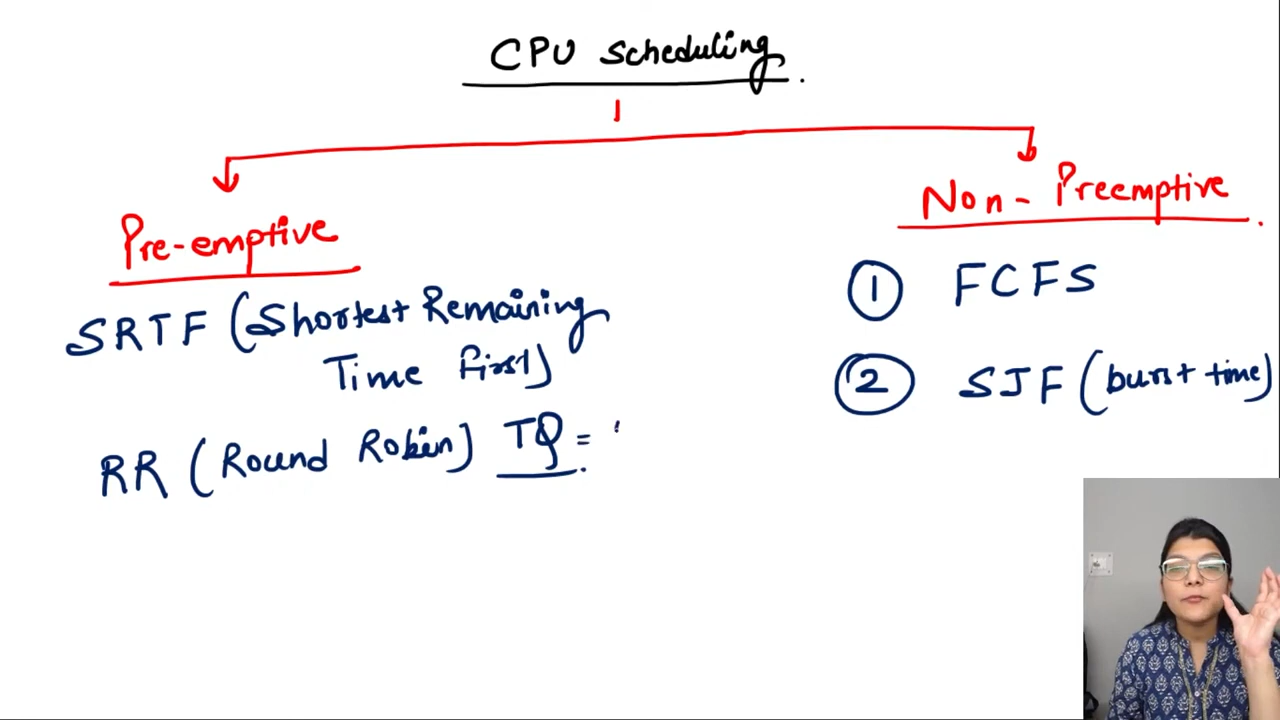 CPU Scheduling.
Pre-emptive
SRTF (Shortest Remaining
Time First)
RR (Round Robin) TQ =
Non-Preemptive
1 FCFS
2 SJF (burst time)